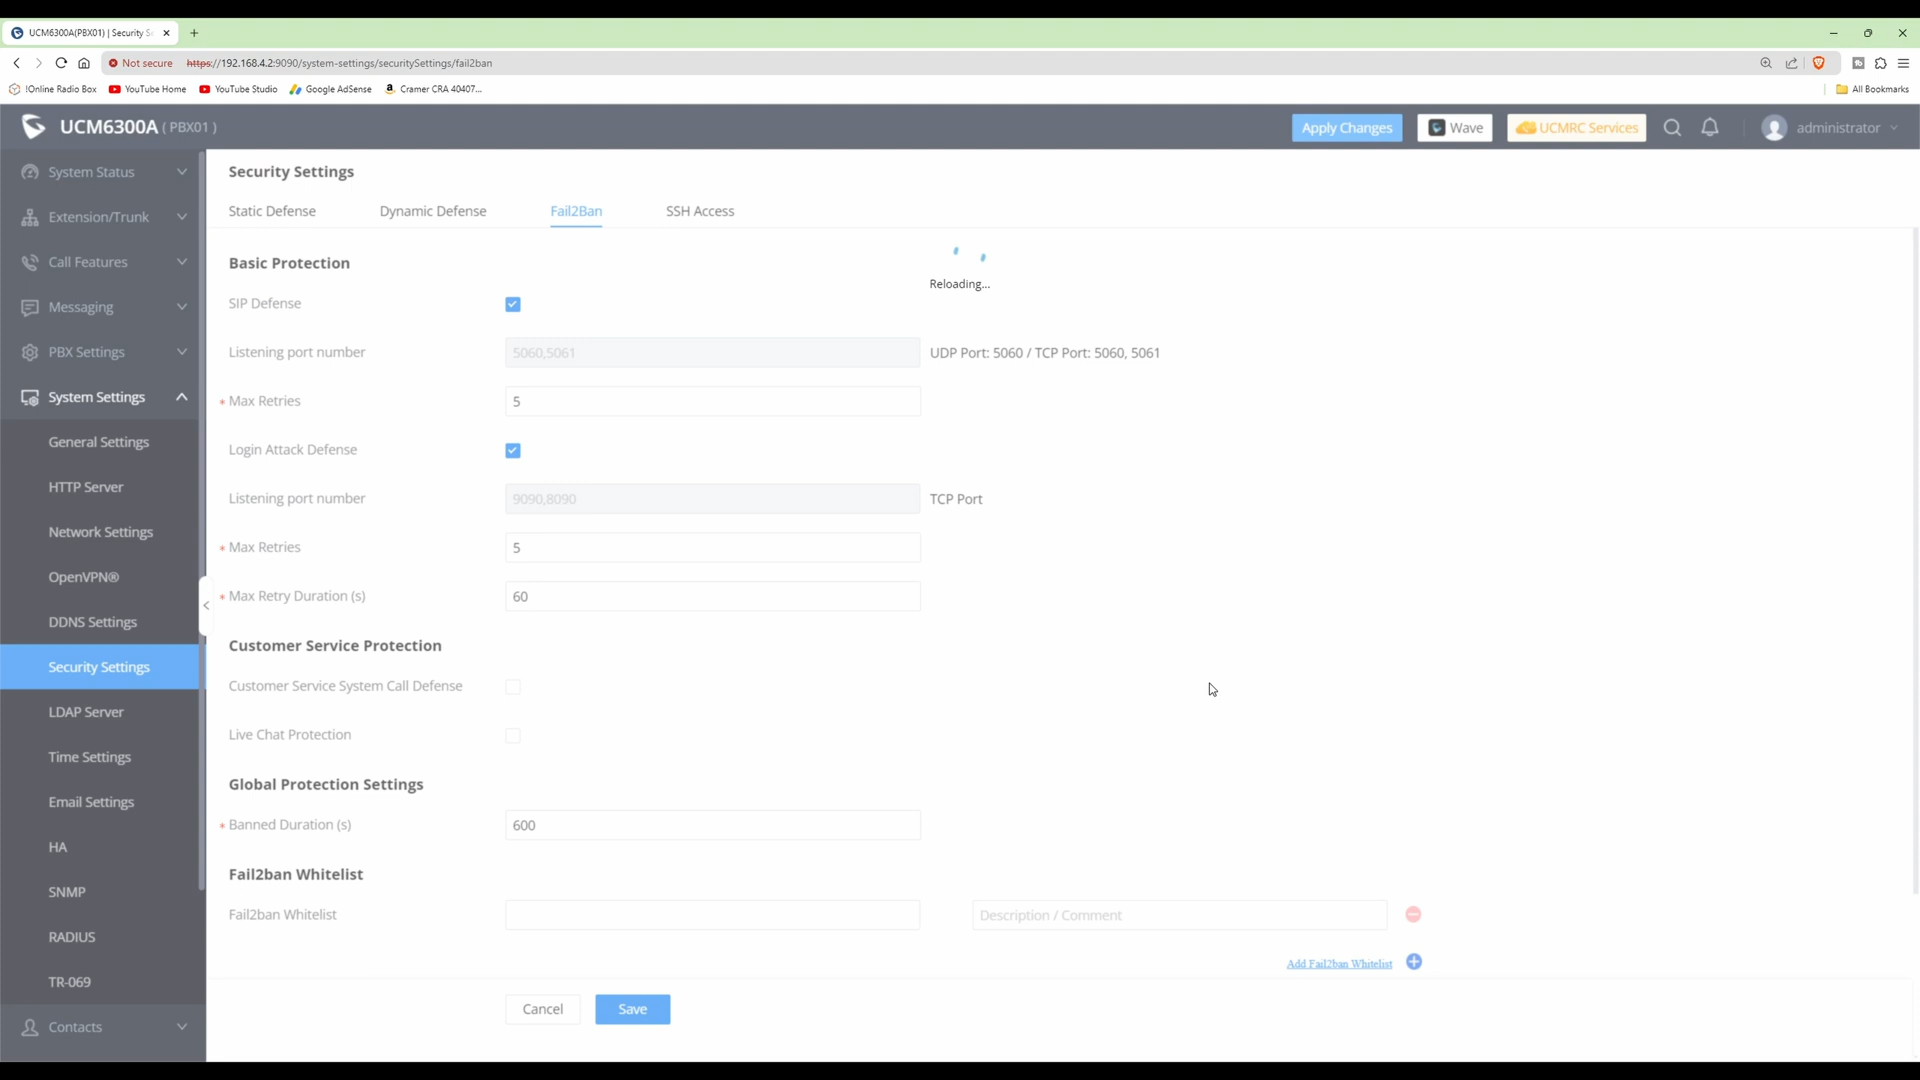 UCM6300A(PBX01) | Security S
Not secure https://192.168.4.2:9090/system-settings/securitySettings/fail2ban
!Online Radio Box YouTube Home YouTube Studio Google AdSense Cramer CRA 40407... All Bookmarks
UCM6300A ( PBX01 ) Apply Changes Wave UCMRC Services administrator
System Status
Extension/Trunk
Call Features
Messaging
PBX Settings
System Settings
General Settings
HTTP Server
Network Settings
OpenVPN®
DDNS Settings
Security Settings
LDAP Server
Time Settings
Email Settings
HA
SNMP
RADIUS
TR-069
Contacts
Security Settings
Static Defense Dynamic Defense Fail2Ban SSH Access
Reloading...
Basic Protection
SIP Defense
Listening port number 5060,5061 UDP Port: 5060 / TCP Port: 5060, 5061
* Max Retries 5
Login Attack Defense
Listening port number 9090,8090 TCP Port
* Max Retries 5
* Max Retry Duration (s) 60
Customer Service Protection
Customer Service System Call Defense
Live Chat Protection
Global Protection Settings
* Banned Duration (s) 600
Fail2ban Whitelist
Fail2ban Whitelist Description / Comment
Add Fail2ban Whitelist
Cancel Save